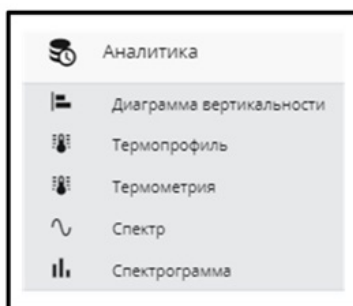 Аналитика
Диаграмма вертикальности
Термопрофиль
Термометрия
Спектр
Спектрограмма